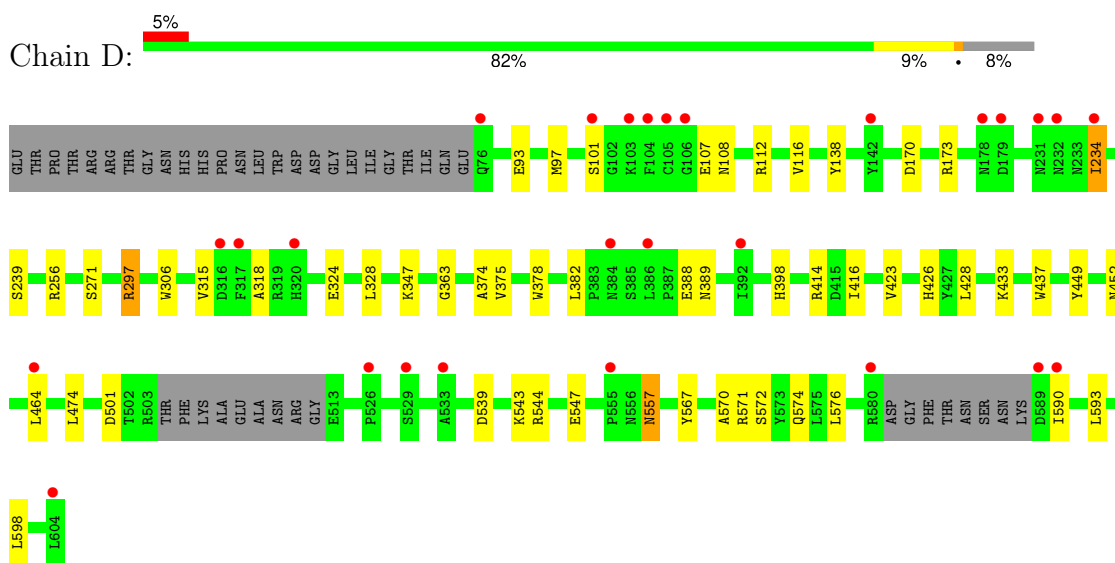 5%
Chain D:
82% 9% • 8%
GLU THR PRO THR ARG ARG THR GLY ASN HIS HIS PRO ASN LEU TRP ASP ASP GLY LEU ILE GLY THR ILE GLN GLU Q76 E93 M97 S101 G102 K103 F104 C105 G106 E107 N108 R112 V116 Y138 Y142 D170 R173 N178 D179 N231 N232 N233 I234
S239 R256 S271 R297 W306 V315 D316 F317 A318 R319 H320 E324 L328 K347 G363 A374 V375 W378 L382 P383 N384 S385 L386 P387 E388 N389 I392 H398 R414 D415 I416 V423 H426 Y427 L428 K433 W437 Y449 N452
L464 L474 D501 T502 R503 THR PHE LYS ALA GLU ALA ASN ARG GLY E513 P526 S529 A533 D539 K543 R544 E547 P555 N556 N557 Y567 A570 R571 S572 Y573 Q574 L575 L576 R580 ASP GLY PHE THR ASN SER ASN LYS D589 I590 L593
L598 L604